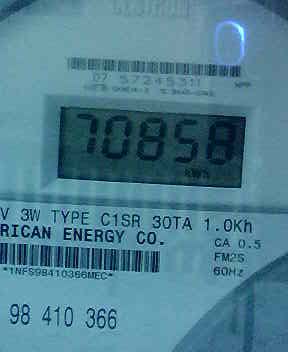 07 57245311
70858
kWh
V 3W TYPE C1SR 30TA 1.0Kh
RICAN ENERGY CO.
CA 0.5
FM2S
60Hz
*1NFS98410366MEC*
98 410 366